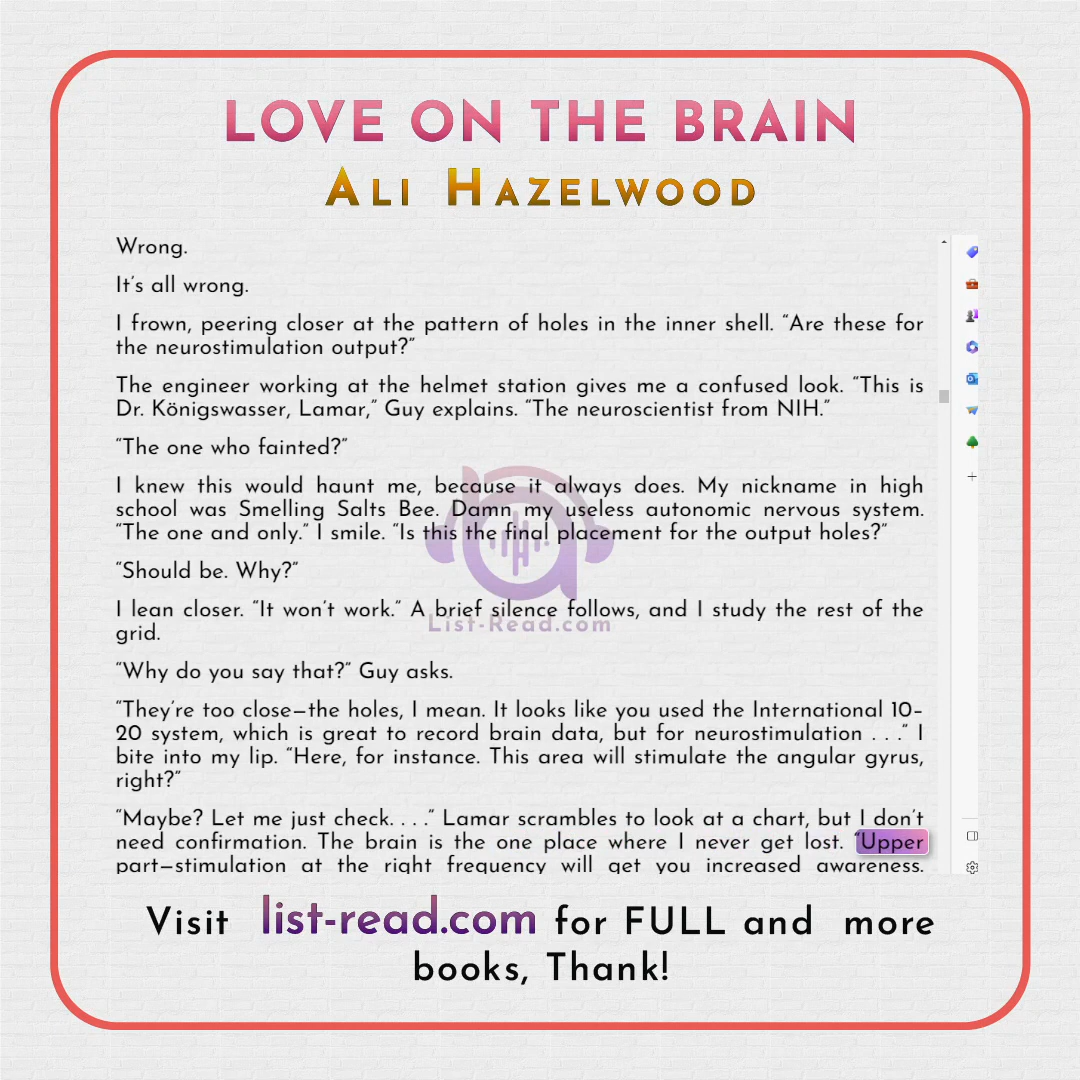 LOVE ON THE BRAIN
ALI HAZELWOOD
Wrong.
It's all wrong.
I frown, peering closer at the pattern of holes in the inner shell. “Are these for
the neurostimulation output?”
The engineer working at the helmet station gives me a confused look. “This is
Dr. Königswasser, Lamar,” Guy explains. “The neuroscientist from NIH.”
“The one who fainted?”
I knew this would haunt me, because it always does. My nickname in high
school was Smelling Salts Bee. Damn my useless autonomic nervous system.
“The one and only.” I smile. “Is this the final placement for the output holes?”
“Should be. Why?”
I lean closer. “It won't work.” A brief silence follows, and I study the rest of the
List-Read.com
grid.
“Why do you say that?” Guy asks.
“They're too close—the holes, I mean. It looks like you used the International 10–
20 system, which is great to record brain data, but for neurostimulation . . .” I
bite into my lip. “Here, for instance. This area will stimulate the angular gyrus,
right?”
“Maybe? Let me just check. . . .” Lamar scrambles to look at a chart, but I don't
need confirmation. The brain is the one place where I never get lost. “Upper
part—stimulation at the right frequency will get you increased awareness.
Visit list-read.com for FULL and more
books, Thank!